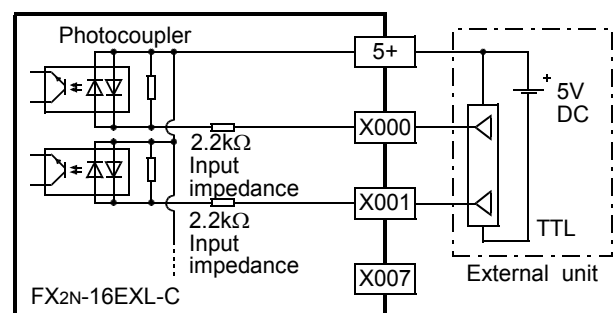 Photocoupler
5+
+
5V
DC
X000
2.2kΩ
Input
impedance
X001
2.2kΩ
Input
impedance
TTL
X007
External unit
FX2N-16EXL-C